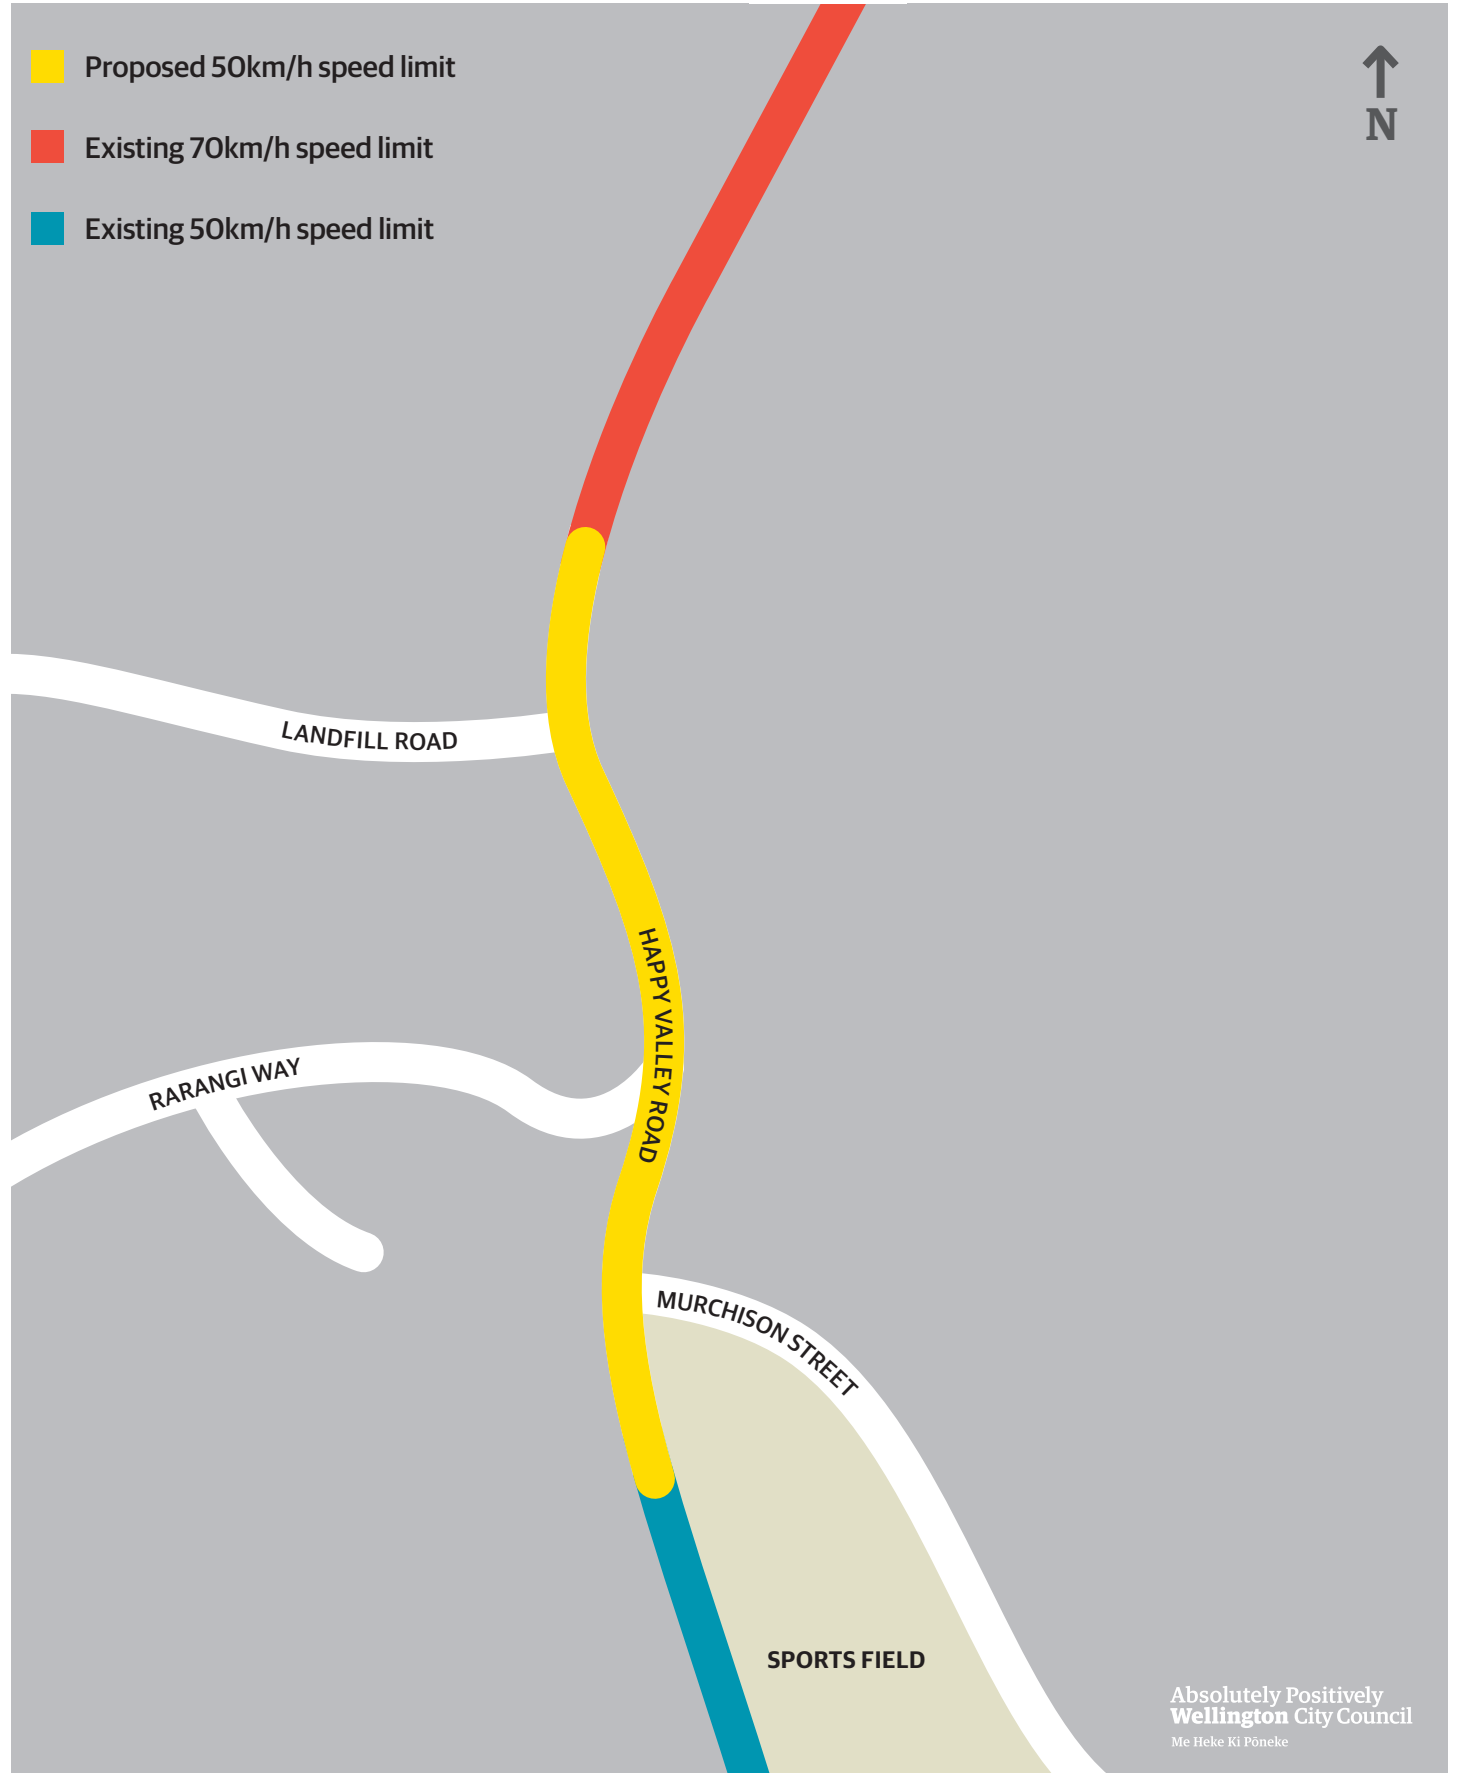 Proposed 50km/h speed limit
Existing 70km/h speed limit
Existing 50km/h speed limit
N
LANDFILL ROAD
HAPPY VALLEY ROAD
RARANGI WAY
MURCHISON STREET
SPORTS FIELD
Absolutely Positively
Wellington City Council
Me Heke Ki Pōneke